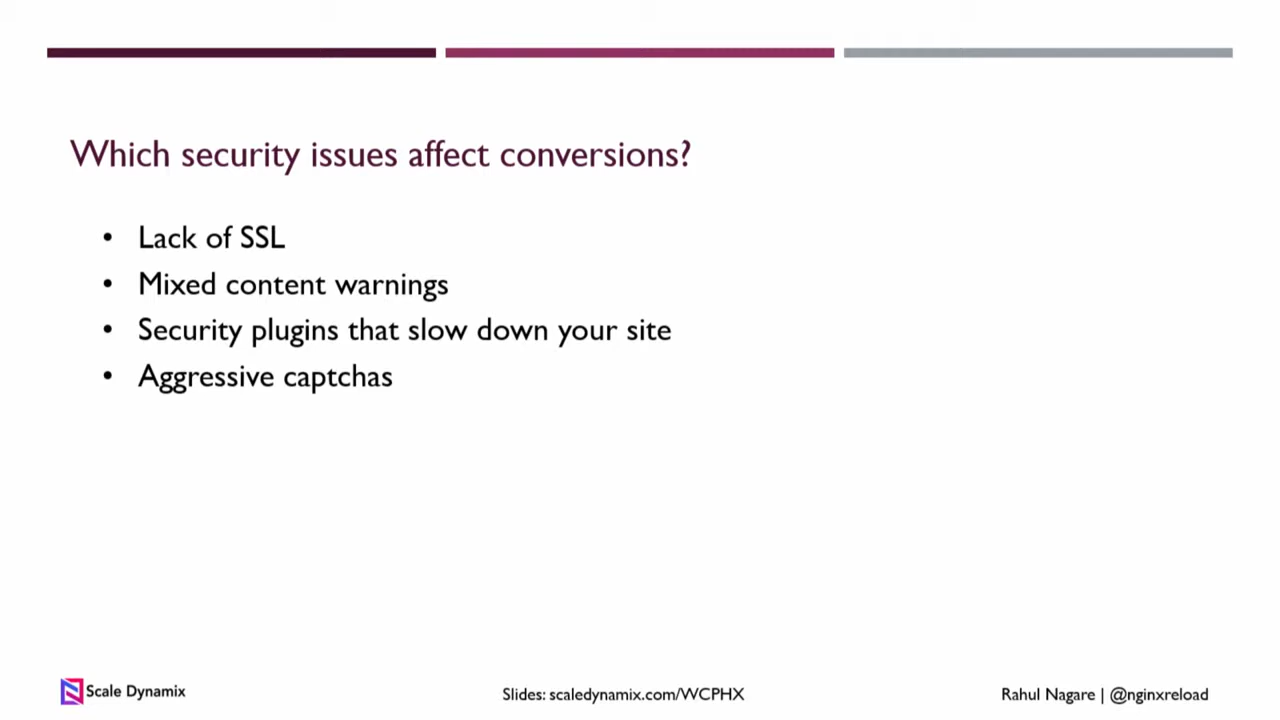 Which security issues affect conversions?
• Lack of SSL
• Mixed content warnings
• Security plugins that slow down your site
• Aggressive captchas
Scale Dynamix
Slides: scaledynamix.com/WCPHX
Rahul Nagare | @nginxreload